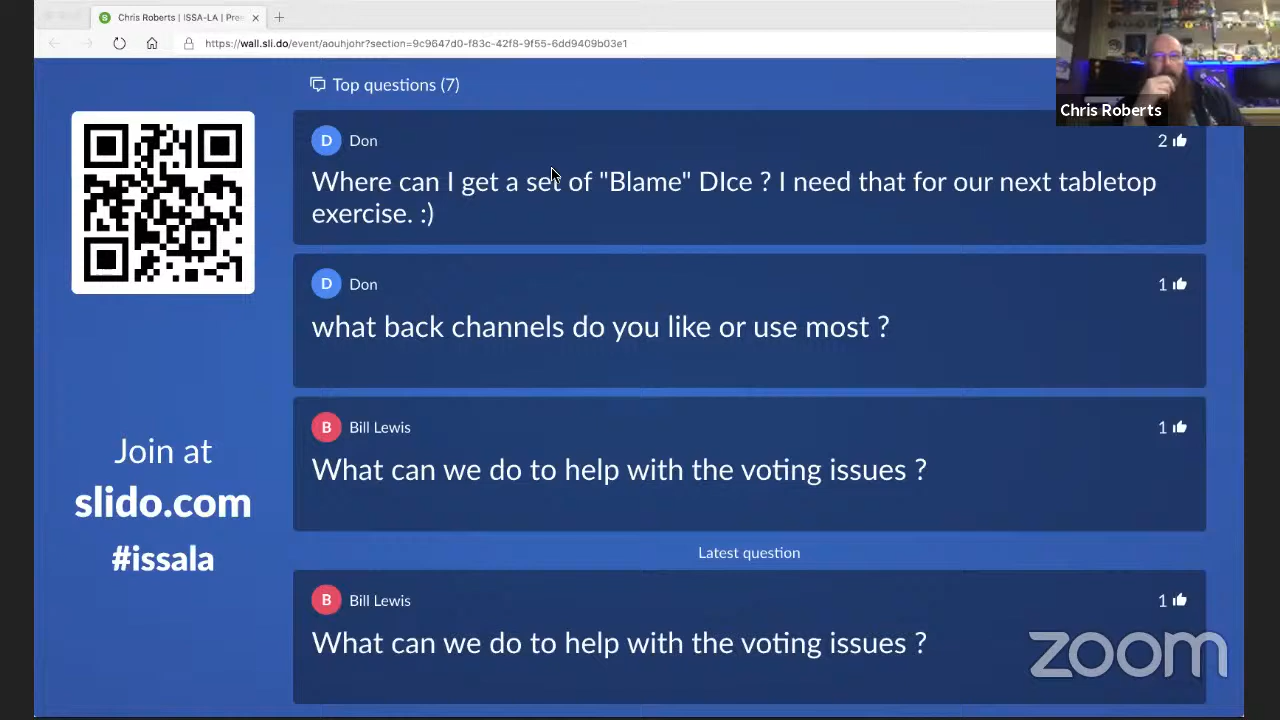 Chris Roberts | ISSA-LA | Pre
https://wall.sli.do/event/aouhjohr?section=9c9647d0-f83c-42f8-9f55-6dd9409b03e1
Chris Roberts
Top questions (7)
D Don 2
Where can I get a set of "Blame" DIce ? I need that for our next tabletop
exercise. :)
D Don 1
what back channels do you like or use most ?
B Bill Lewis 1
What can we do to help with the voting issues ?
Join at
slido.com
#issala
Latest question
B Bill Lewis 1
What can we do to help with the voting issues ?
zoom